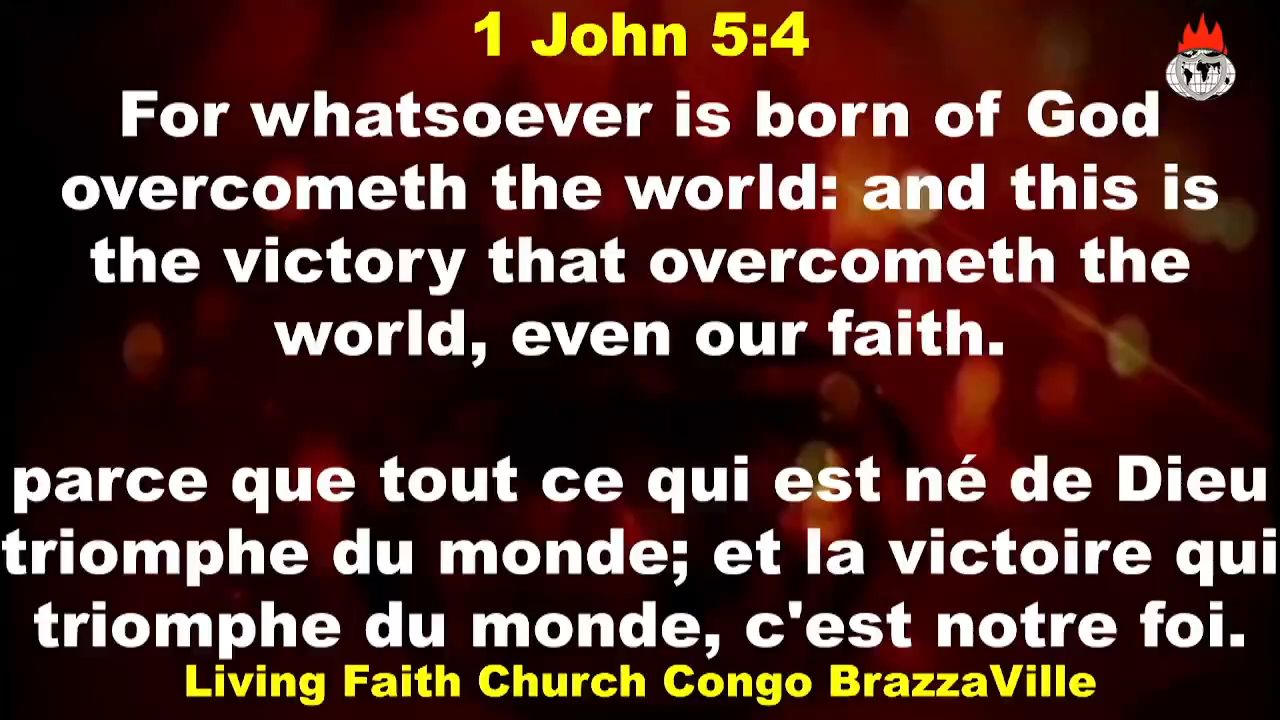 1 John 5:4
For whatsoever is born of God
overcometh the world: and this is
the victory that overcometh the
world, even our faith.
parce que tout ce qui est né de Dieu
triomphe du monde; et la victoire qui
triomphe du monde, c'est notre foi.
Living Faith Church Congo BrazzaVille